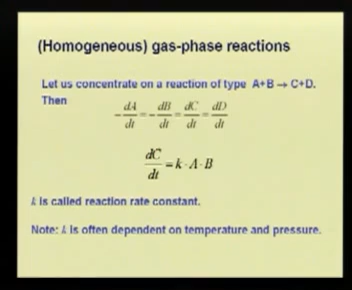 (Homogeneous) gas-phase reactions
Let us concentrate on a reaction of type A+B → C+D.
Then
-dA/dt = -dB/dt = dC/dt = dD/dt
dC/dt = k·A·B
k is called reaction rate constant.
Note: k is often dependent on temperature and pressure.